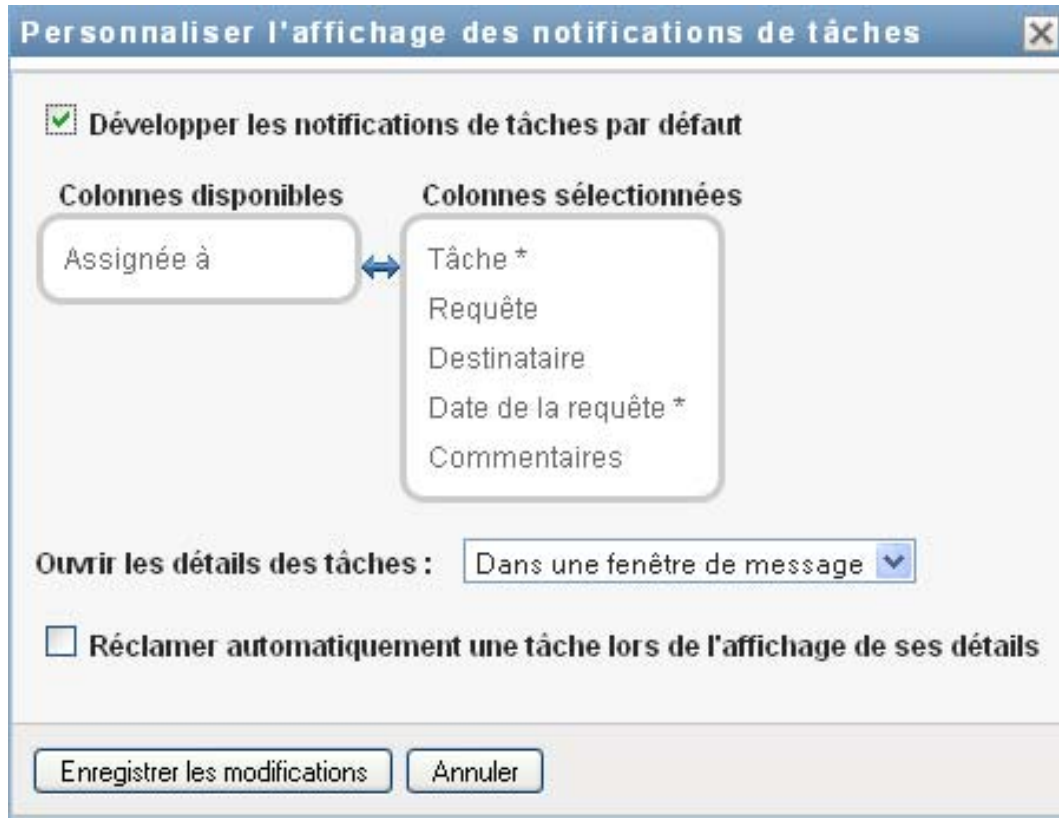 Personnaliser l'affichage des notifications de tâches
Développer les notifications de tâches par défaut
Colonnes disponibles
Colonnes sélectionnées
Assignée à
Tâche *
Requête
Destinataire
Date de la requête *
Commentaires
Ouvrir les détails des tâches : Dans une fenêtre de message
Réclamer automatiquement une tâche lors de l'affichage de ses détails
Enregistrer les modifications
Annuler